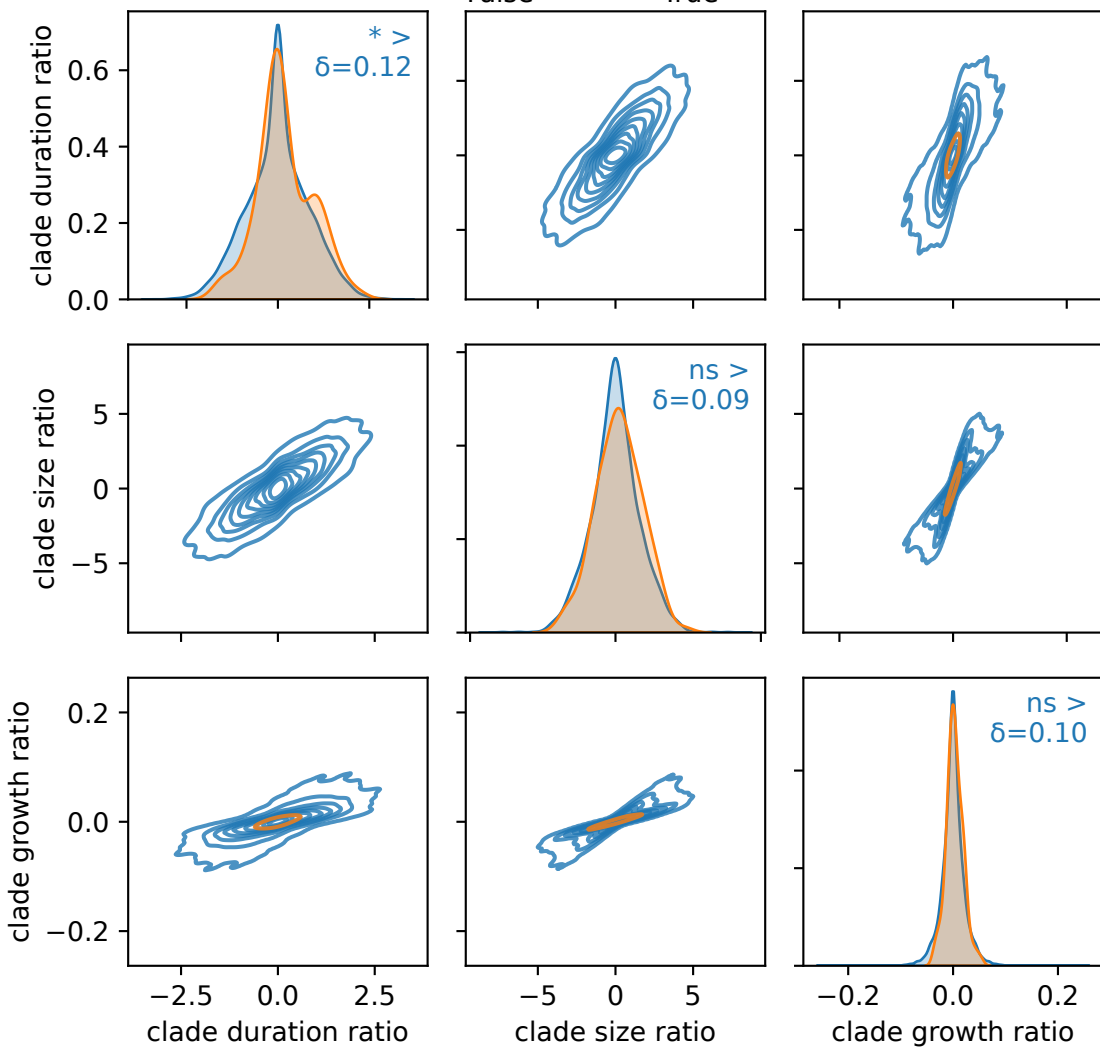 clade duration ratio
0.6
0.4
0.2
0.0
* >
δ=0.12
clade size ratio
5
0
−5
ns >
δ=0.09
clade growth ratio
0.2
0.0
−0.2
ns >
δ=0.10
−2.5 0.0 2.5
−5 0 5
−0.2 0.0 0.2
clade duration ratio
clade size ratio
clade growth ratio